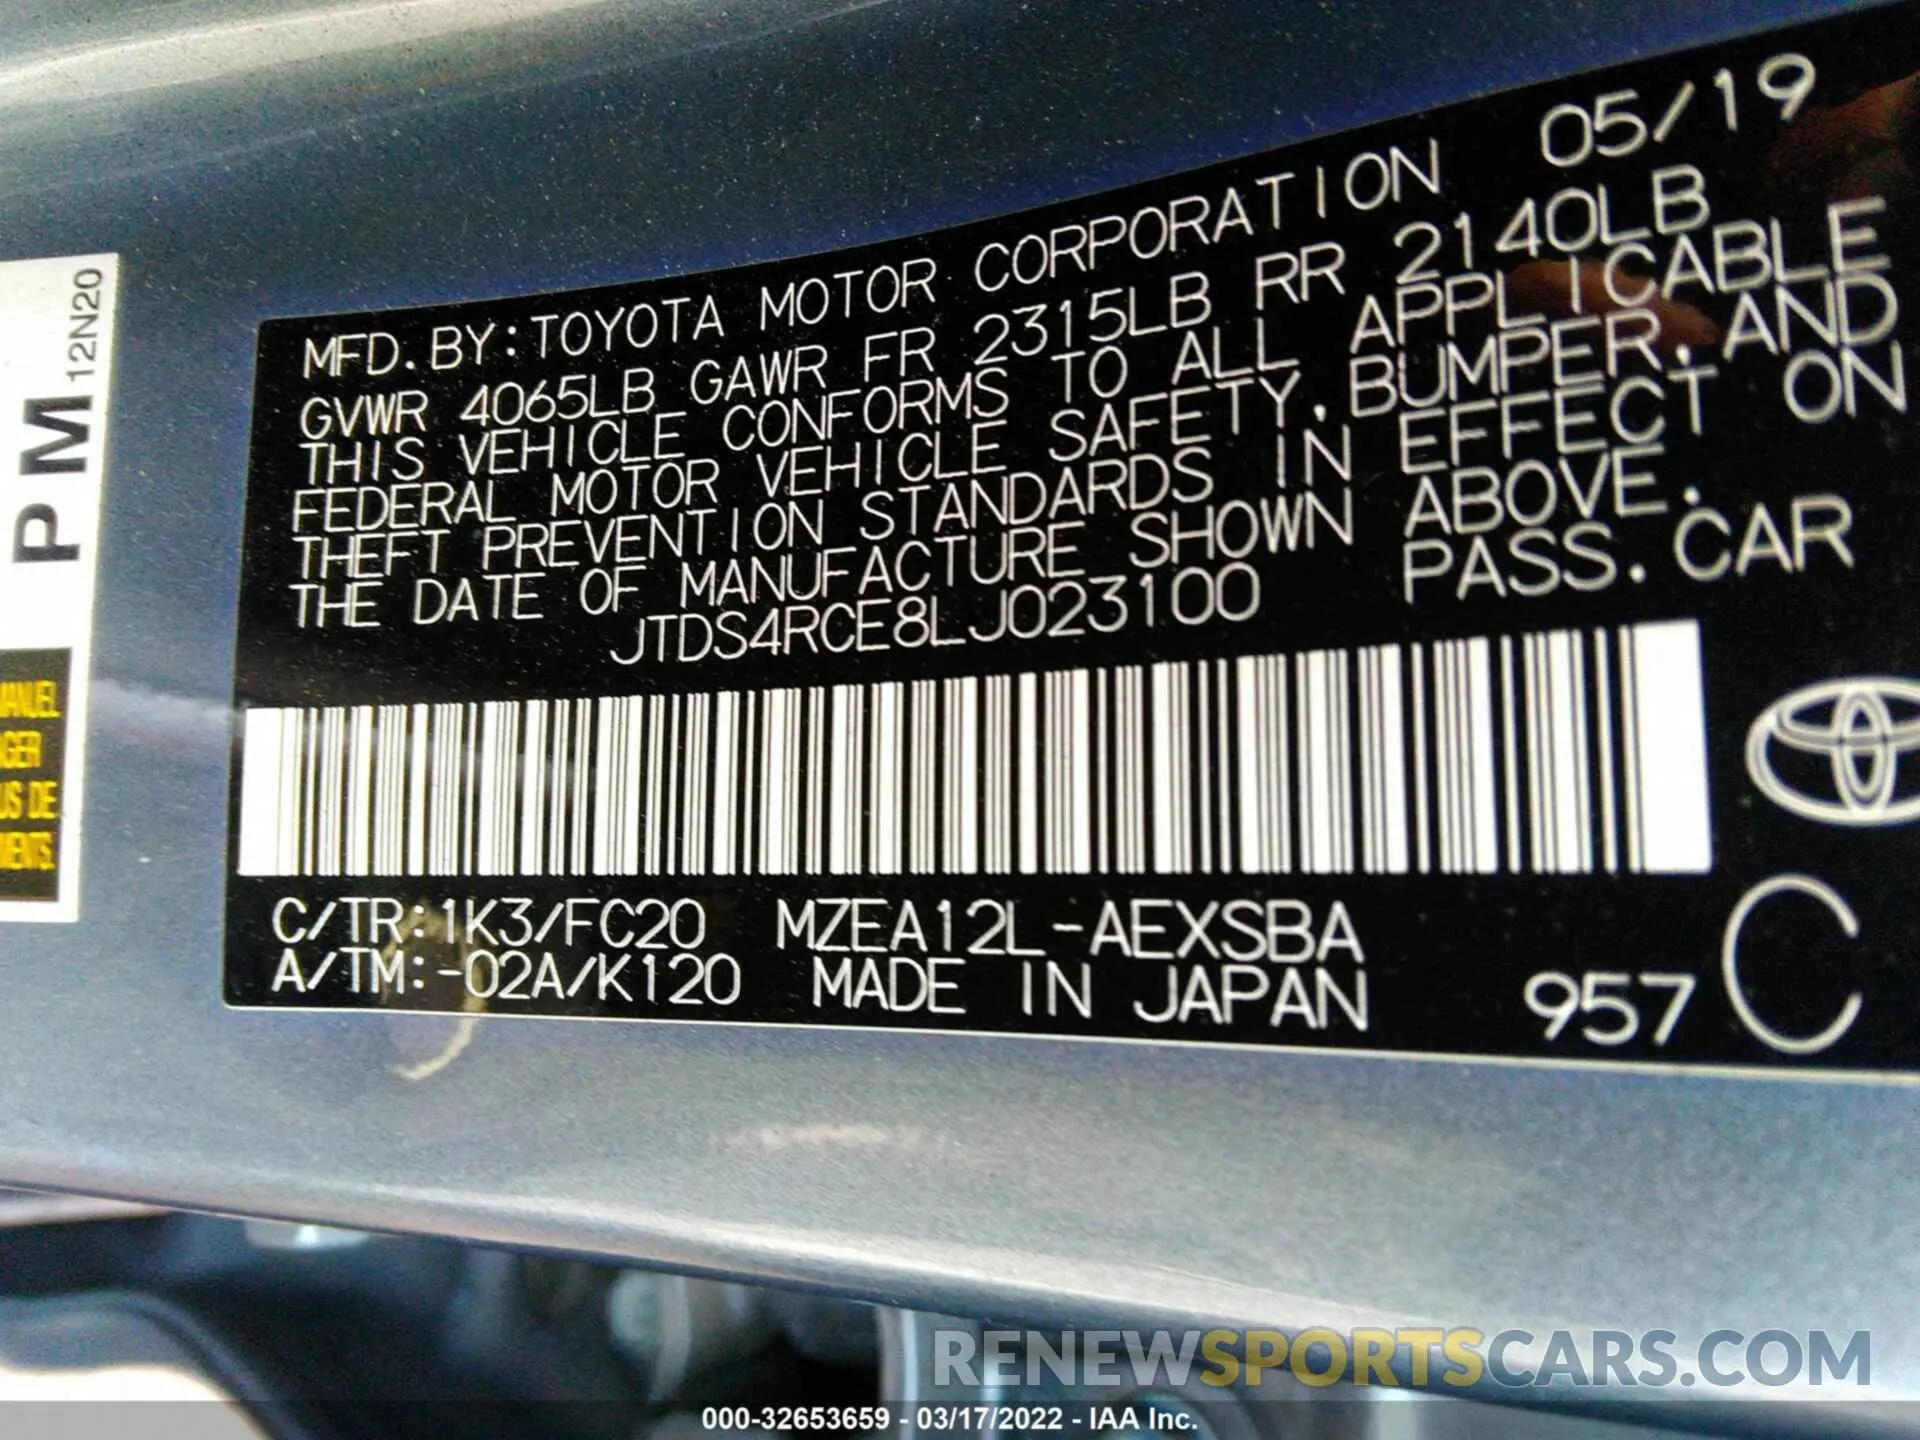 MFD.BY:TOYOTA MOTOR CORPORATION 05/19
GVWR 4065LB GAWR FR 2315LB RR 2140LB
THIS VEHICLE CONFORMS TO ALL APPLICABLE
FEDERAL MOTOR VEHICLE SAFETY,BUMPER,AND
THEFT PREVENTION STANDARDS IN EFFECT ON
THE DATE OF MANUFACTURE SHOWN ABOVE.
JTDS4RCE8LJ023100 PASS.CAR
C/TR:1K3/FC20 MZEA12L-AEXSBA
A/TM:-02A/K120 MADE IN JAPAN 957 C
PM 12N20
US DE
RENEWSPORTSCARS.COM
000-32653659 - 03/17/2022 - IAA Inc.